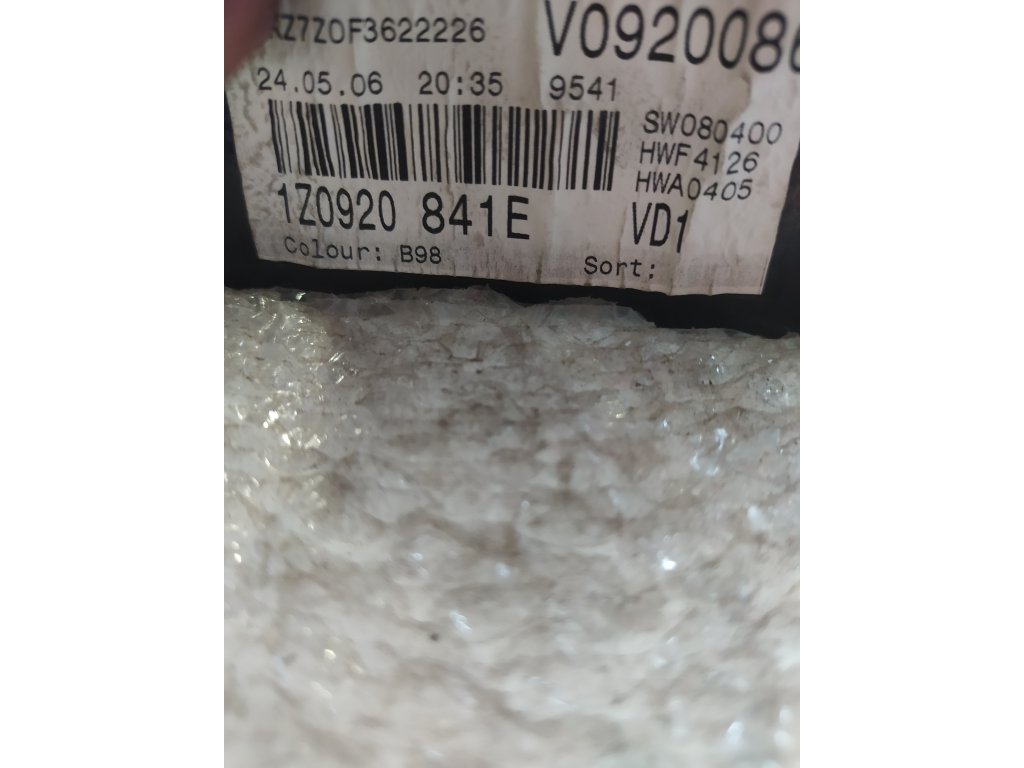 Z7Z0F3622226 V092008
24.05.06 20:35 9541
SW080400
HWF4126
HWA0405
1Z0920 841E VD1
Colour: B98 Sort: